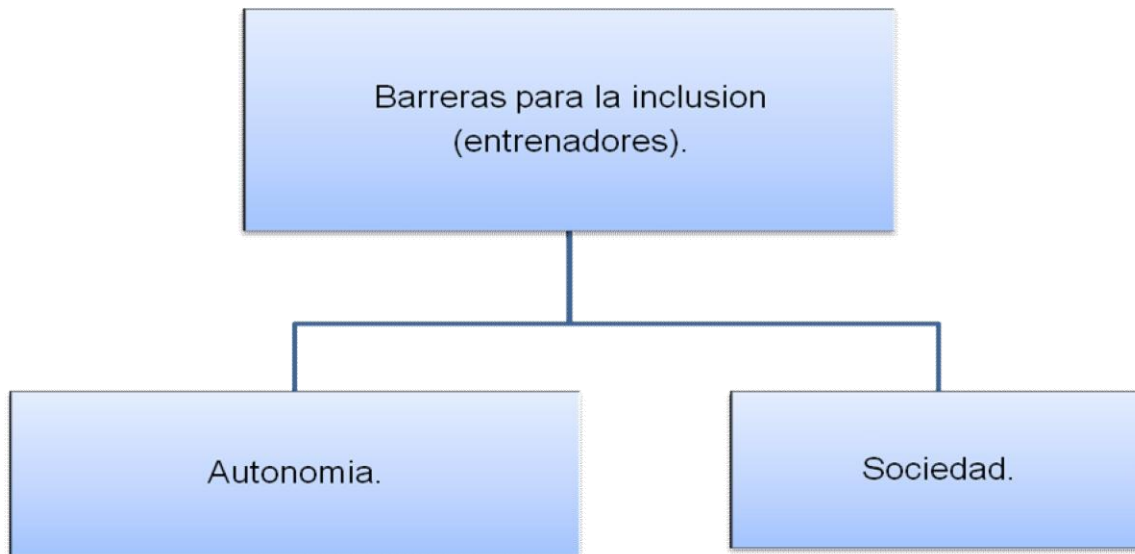 Barreras para la inclusion
(entrenadores).
Autonomia.
Sociedad.